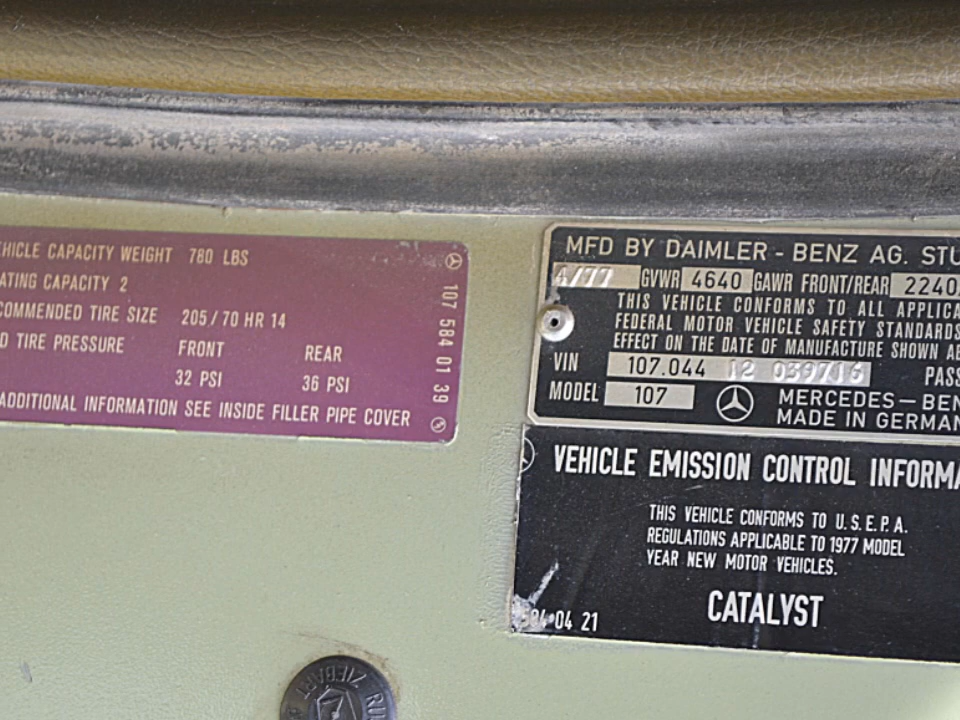 VEHICLE CAPACITY WEIGHT 780 LBS
ATING CAPACITY 2
COMMENDED TIRE SIZE 205/70 HR 14
D TIRE PRESSURE FRONT REAR
32 PSI 36 PSI
ADDITIONAL INFORMATION SEE INSIDE FILLER PIPE COVER
107 584 01 39
MFD BY DAIMLER - BENZ AG. STU
4/77 GVWR 4640 GAWR FRONT/REAR 2240
THIS VEHICLE CONFORMS TO ALL APPLICA
FEDERAL MOTOR VEHICLE SAFETY STANDARDS
EFFECT ON THE DATE OF MANUFACTURE SHOWN AB
VIN 107.044 12 039716 PASS
MODEL 107 MERCEDES-BEN
MADE IN GERMAN
VEHICLE EMISSION CONTROL INFORMA
THIS VEHICLE CONFORMS TO U.S.E.P.A.
REGULATIONS APPLICABLE TO 1977 MODEL
YEAR NEW MOTOR VEHICLES.
CATALYST
04 21
ZIEBART